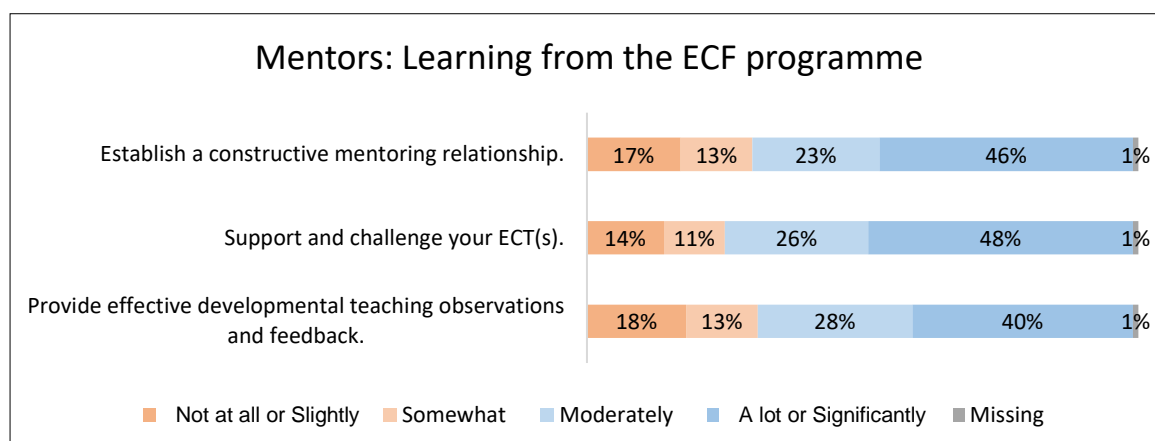 Mentors: Learning from the ECF programme
Establish a constructive mentoring relationship.
17% 13% 23% 46% 1%
Support and challenge your ECT(s).
14% 11% 26% 48% 1%
Provide effective developmental teaching observations
and feedback.
18% 13% 28% 40% 1%
Not at all or Slightly Somewhat Moderately A lot or Significantly Missing